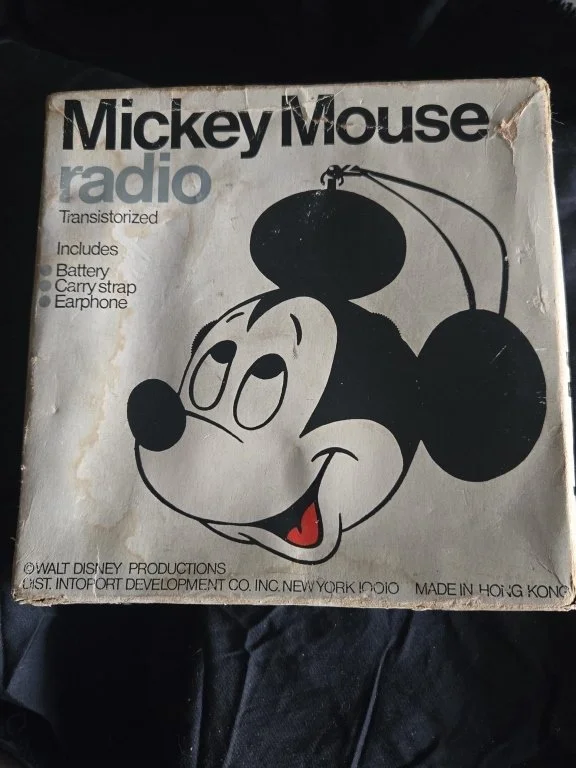 Mickey Mouse
radio
Transistorized
Includes
Battery
Carry strap
Earphone
©WALT DISNEY PRODUCTIONS
DIST. INTOPORT DEVELOPMENT CO. INC. NEW YORK 10010 MADE IN HONG KONG